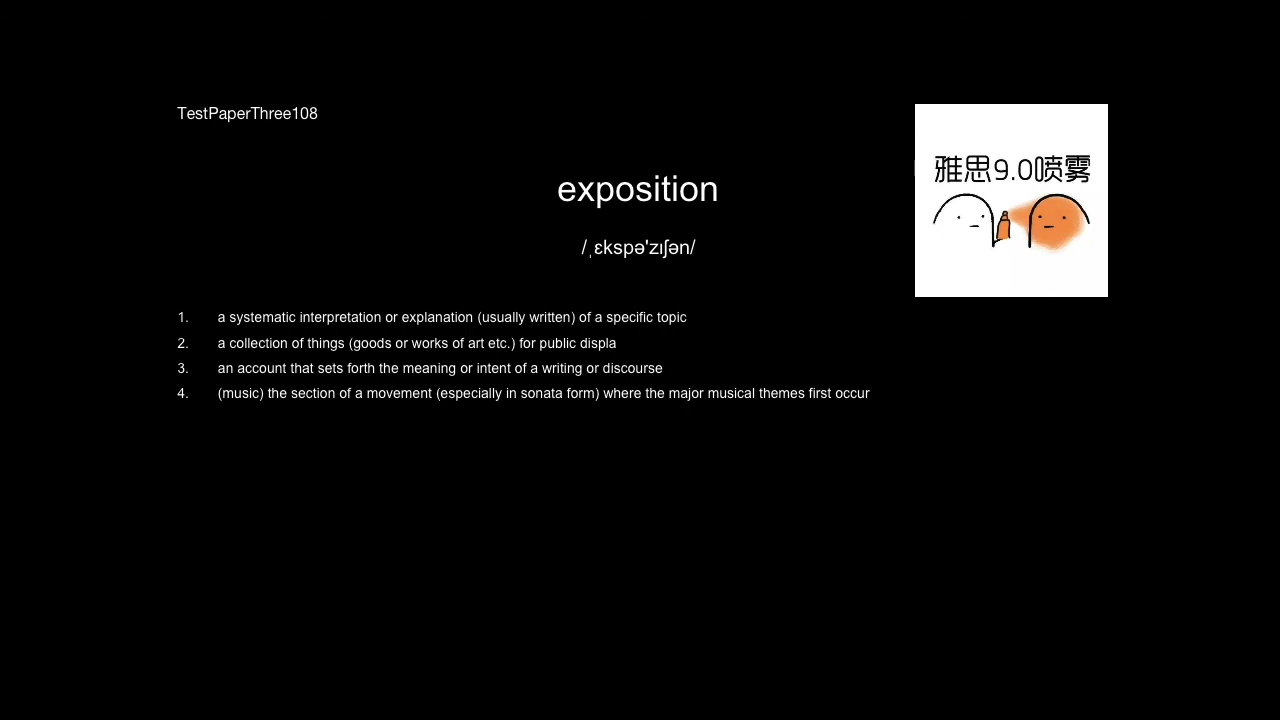 TestPaperThree108
雅思9.0喷雾
exposition
/ˌɛkspə'zɪʃən/
1. a systematic interpretation or explanation (usually written) of a specific topic
2. a collection of things (goods or works of art etc.) for public displa
3. an account that sets forth the meaning or intent of a writing or discourse
4. (music) the section of a movement (especially in sonata form) where the major musical themes first occur